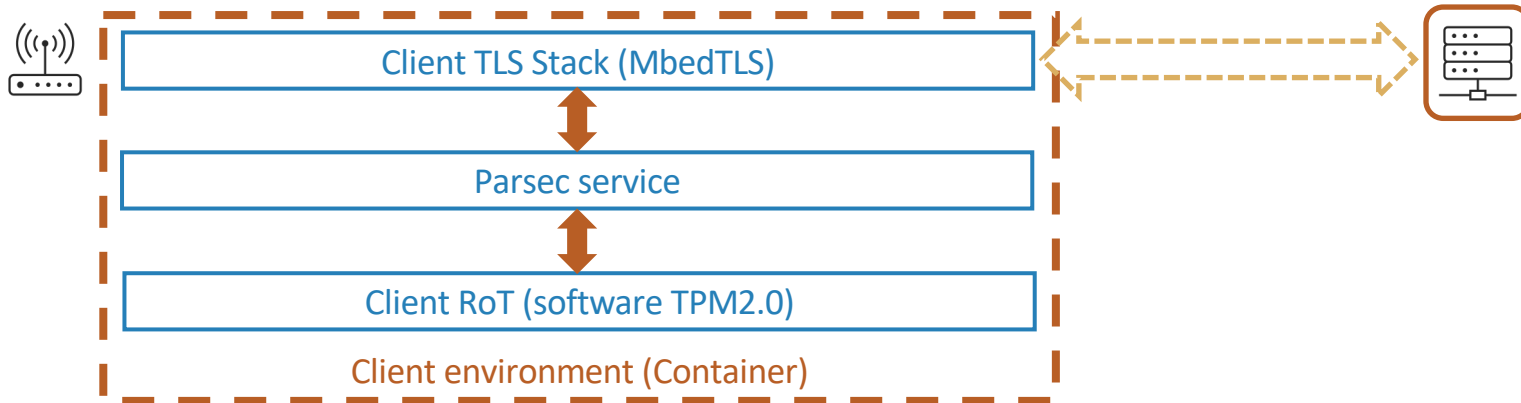 Client TLS Stack (MbedTLS)
Parsec service
Client RoT (software TPM2.0)
Client environment (Container)